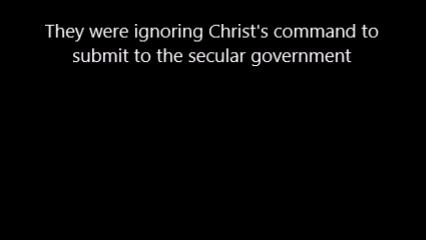 They were ignoring Christ's command to
submit to the secular government